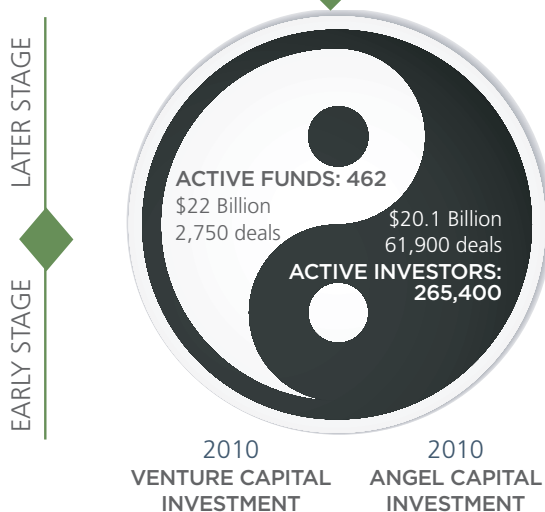 LATER STAGE
EARLY STAGE
ACTIVE FUNDS: 462
$22 Billion
2,750 deals
$20.1 Billion
61,900 deals
ACTIVE INVESTORS:
265,400
2010
VENTURE CAPITAL
INVESTMENT
2010
ANGEL CAPITAL
INVESTMENT